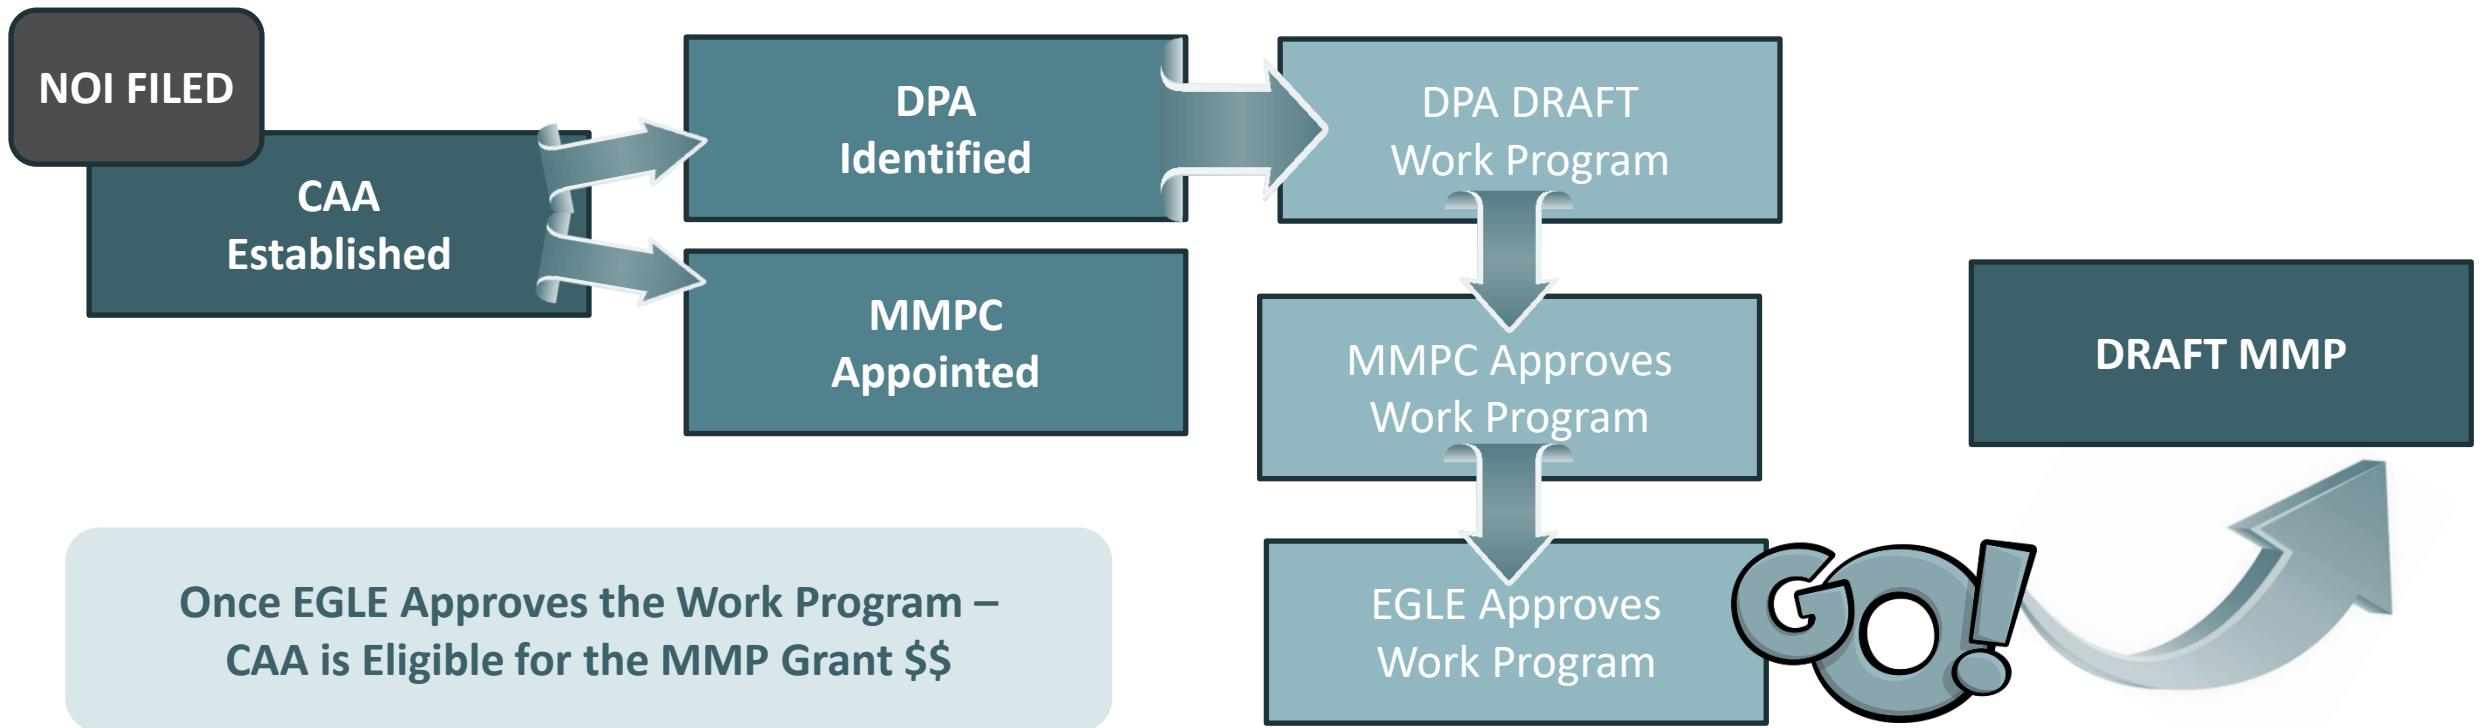 NOI FILED
CAA
Established
DPA
Identified
MMPC
Appointed
DPA DRAFT
Work Program
MMPC Approves
Work Program
EGLE Approves
Work Program
GO!
DRAFT MMP
Once EGLE Approves the Work Program –
CAA is Eligible for the MMP Grant $$